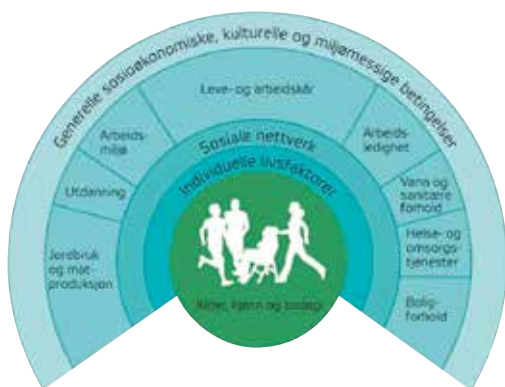 Generelle sosioøkonomiske, kulturelle og miljømessige betingelser
Leve- og arbeidskår
Arbeids-
miljø
Arbeids-
ledighet
Utdanning
Vann og
sanitære
forhold
Jordbruk
og mat-
produksjon
Helse- og
omsorgs-
tjenester
Bolig-
forhold
Sosiale nettverk
Individuelle livsfaktorer
Alder, kjønn og biologi